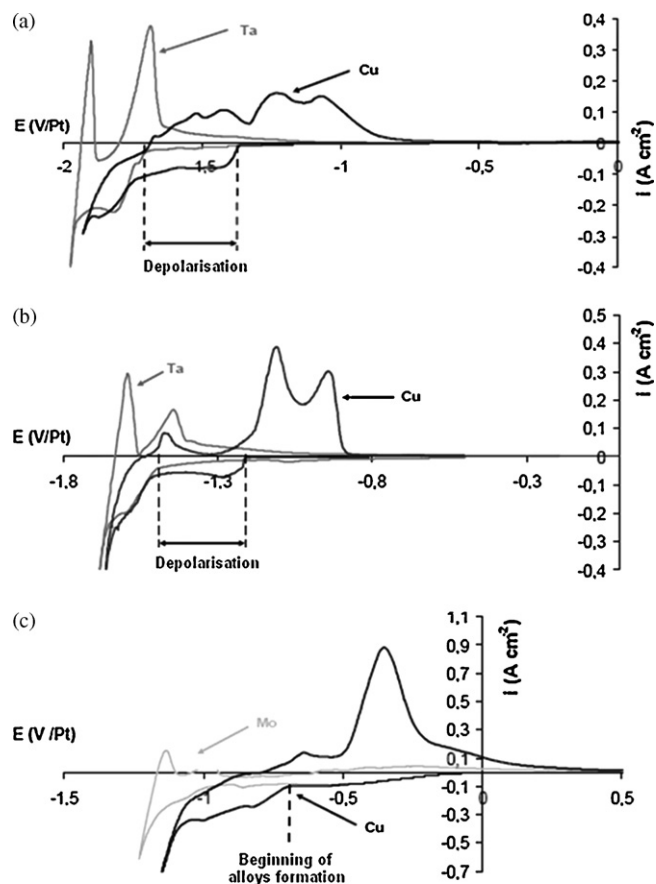 (a)
0,4
0,3
0,2
0,1
0
-0,1
-0,2
-0,3
-0,4
Ta
Cu
E (V/Pt)
I (A cm-2)
-2
-1,5
-1
-0,5
0
Depolarisation
(b)
0,5
0,4
0,3
0,2
0,1
0
-0,1
-0,2
-0,3
-0,4
Ta
Cu
E (V/Pt)
I (A cm-2)
-1.8
-1.3
-0.8
-0.3
Depolarisation
(c)
1,1
0,9
0,7
0,5
0,3
0,1
-0,1
-0,3
-0,5
-0,7
I (A cm-2)
E (V /Pt)
Mo
-1,5
-1
-0,5
0
0,5
Cu
Beginning of
alloys formation